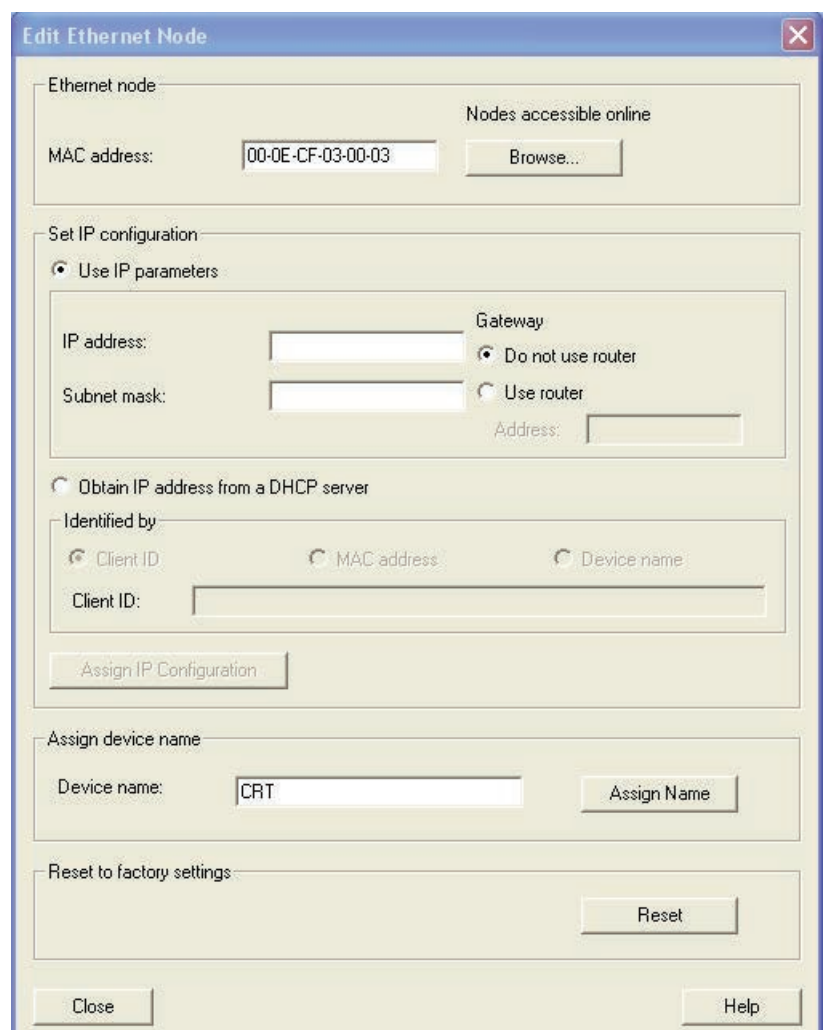 Edit Ethernet Node
Ethernet node
Nodes accessible online
MAC address:
00-0E-CF-03-00-03
Browse...
Set IP configuration
Use IP parameters
Gateway
IP address:
Do not use router
Subnet mask:
Use router
Address:
Obtain IP address from a DHCP server
Identified by
Client ID
MAC address
Device name
Client ID:
Assign IP Configuration
Assign device name
Device name:
CRT
Assign Name
Reset to factory settings
Reset
Close
Help